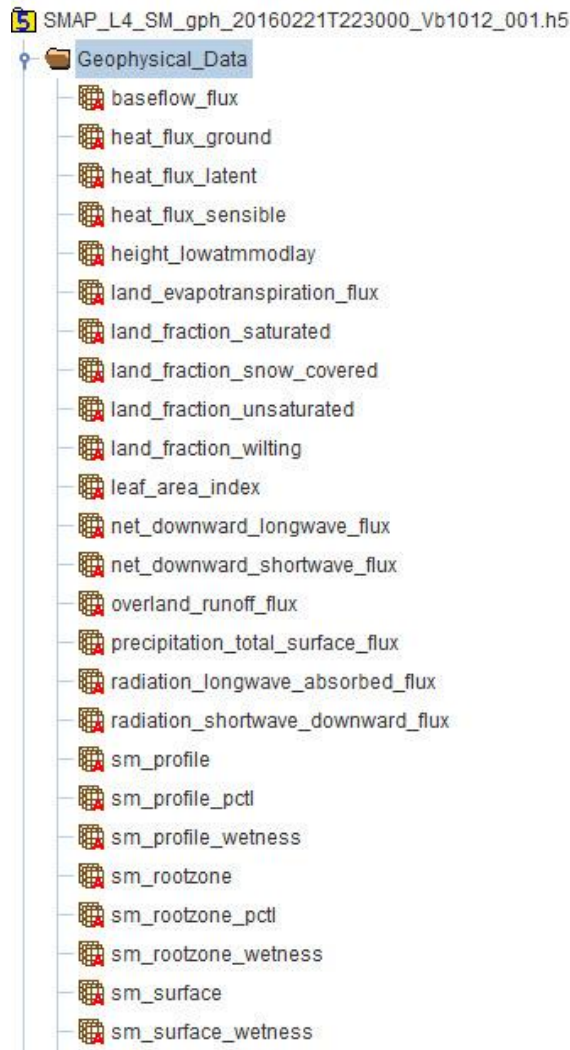 SMAP_L4_SM_gph_20160221T223000_Vb1012_001.h5
Geophysical_Data
baseflow_flux
heat_flux_ground
heat_flux_latent
heat_flux_sensible
height_lowatmmodlay
land_evapotranspiration_flux
land_fraction_saturated
land_fraction_snow_covered
land_fraction_unsaturated
land_fraction_wilting
leaf_area_index
net_downward_longwave_flux
net_downward_shortwave_flux
overland_runoff_flux
precipitation_total_surface_flux
radiation_longwave_absorbed_flux
radiation_shortwave_downward_flux
sm_profile
sm_profile_pctl
sm_profile_wetness
sm_rootzone
sm_rootzone_pctl
sm_rootzone_wetness
sm_surface
sm_surface_wetness